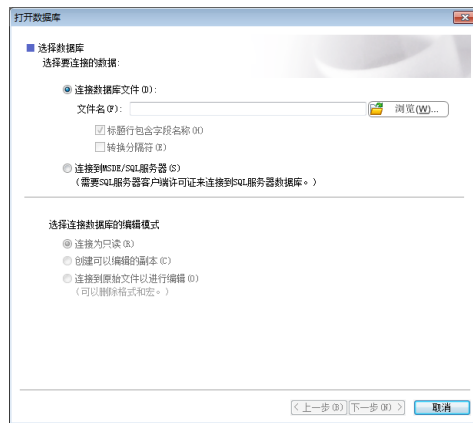 打开数据库
选择数据库
选择要连接的数据:
连接数据库文件(D):
文件名(F):
浏览(W)...
标题行包含字段名称(H)
转换分隔符(E)
连接到MSDE/SQL服务器(S)
(需要SQL服务器客户端许可证来连接到SQL服务器数据库。)
选择连接数据库的编辑模式
连接为只读(R)
创建可以编辑的副本(C)
连接到原始文件以进行编辑(O)
(可以删除格式和宏。)
<上一步(B) 下一步(N)> 取消